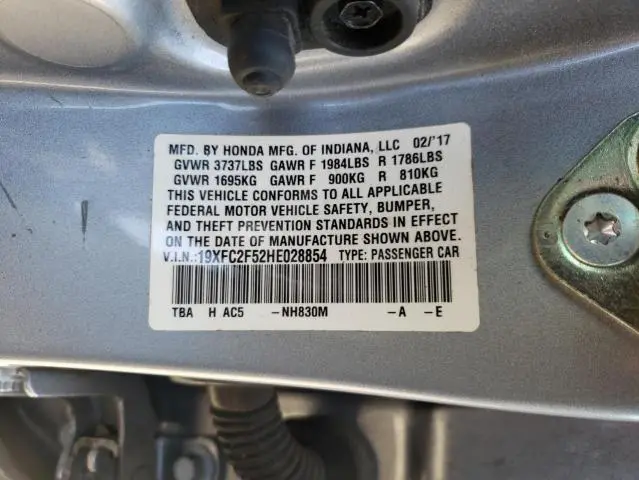 MFD. BY HONDA MFG. OF INDIANA, LLC 02/'17
GVWR 3737LBS GAWR F 1984LBS R 1786LBS
GVWR 1695KG GAWR F 900KG R 810KG
THIS VEHICLE CONFORMS TO ALL APPLICABLE
FEDERAL MOTOR VEHICLE SAFETY, BUMPER,
AND THEFT PREVENTION STANDARDS IN EFFECT
ON THE DATE OF MANUFACTURE SHOWN ABOVE.
V.I.N.:19XFC2F52HE028854 TYPE: PASSENGER CAR
TBA H AC5 -NH830M -A -E